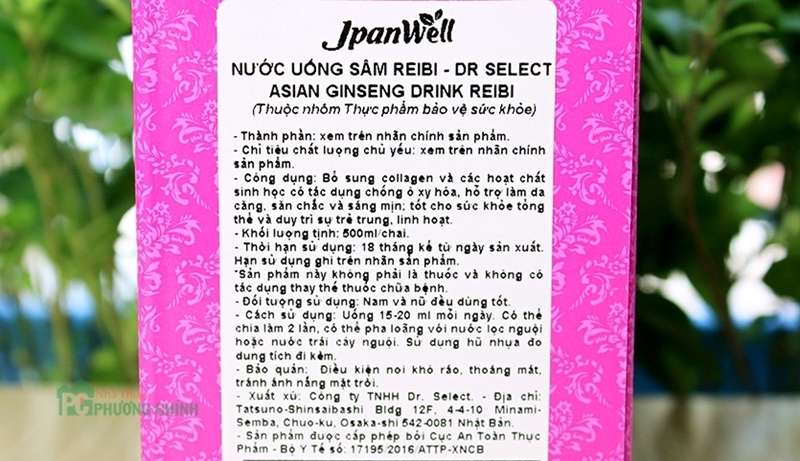 JpanWell
NƯỚC UỐNG SÂM REIBI - DR SELECT
ASIAN GINSENG DRINK REIBI
(Thuộc nhóm Thực phẩm bảo vệ sức khỏe)
- Thành phần: xem trên nhãn chính sản phẩm.
- Chỉ tiêu chất lượng chủ yếu: xem trên nhãn chính
sản phẩm.
- Công dụng: Bổ sung collagen và các hoạt chất
sinh học có tác dụng chống ô xy hóa, hỗ trợ làm da
căng, săn chắc và sáng mịn; tốt cho sức khỏe tổng
thể và duy trì sự trẻ trung, linh hoạt.
- Khối lượng tịnh: 500ml/chai.
- Thời hạn sử dụng: 18 tháng kể từ ngày sản xuất.
Hạn sử dụng ghi trên nhãn sản phẩm.
*Sản phẩm này không phải là thuốc và không có
tác dụng thay thế thuốc chữa bệnh.
- Đối tượng sử dụng: Nam và nữ đều dùng tốt.
- Cách sử dụng: Uống 15-20 ml mỗi ngày. Có thể
chia làm 2 lần, có thể pha loãng với nước lọc nguội
hoặc nước trái cây nguội. Sử dụng hũ nhựa đo
dung tích đi kèm.
- Bảo quản: Điều kiện nơi khô ráo, thoáng mát,
tránh ánh nắng mặt trời.
- Xuất xứ: Công ty TNHH Dr. Select. - Địa chỉ:
Tatsuno-Shinsaibashi Bldg 12F, 4-4-10 Minami-
Semba, Chuo-ku, Osaka-shi 542-0081 Nhật Bản.
- Sản phẩm được cấp phép bởi Cục An Toàn Thực
Phẩm - Bộ Y Tế số: 17195/2016/ATTP-XNCB
Nhà Thuốc
PHƯƠNG CHINH